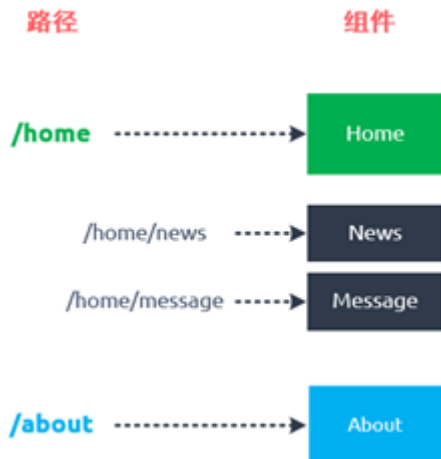 路径 组件
/home Home
/home/news News
/home/message Message
/about About